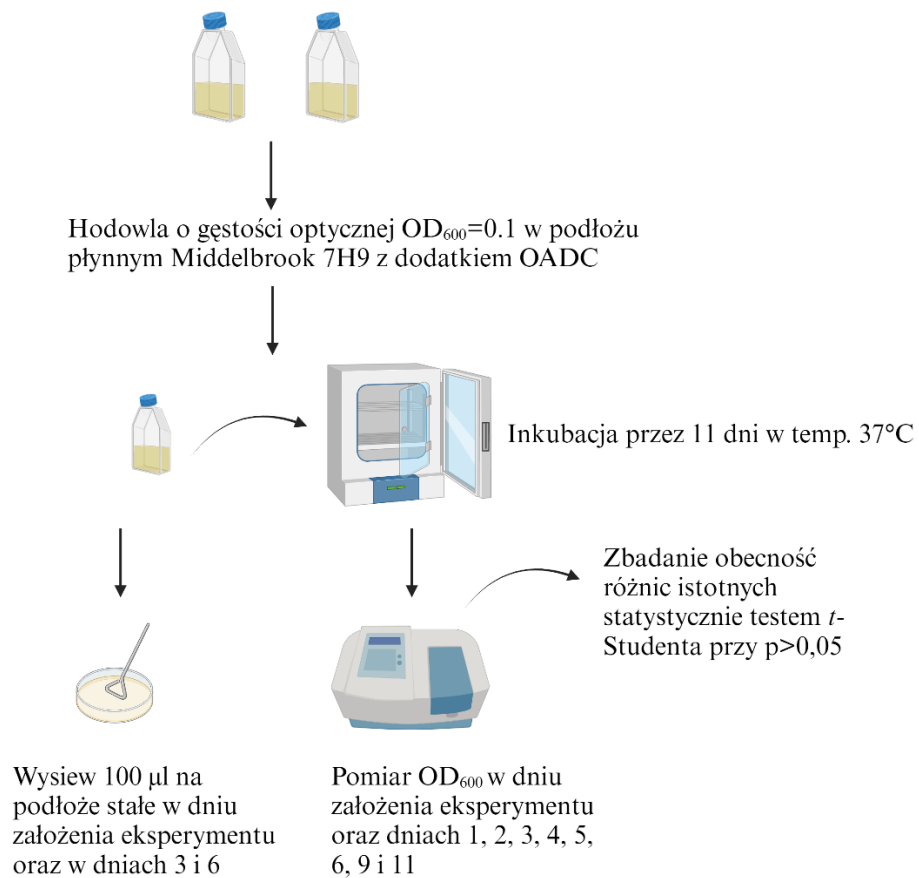 Hodowla o gęstości optycznej OD₆₀₀=0.1 w podłożu
płynnym Middelbrook 7H9 z dodatkiem OADC
Inkubacja przez 11 dni w temp. 37°C
Zbadanie obecność
różnic istotnych
statystycznie testem t-
Studenta przy p>0,05
Wysiew 100 µl na
podłoże stałe w dniu
założenia eksperymentu
oraz w dniach 3 i 6
Pomiar OD₆₀₀ w dniu
założenia eksperymentu
oraz dniach 1, 2, 3, 4, 5,
6, 9 i 11